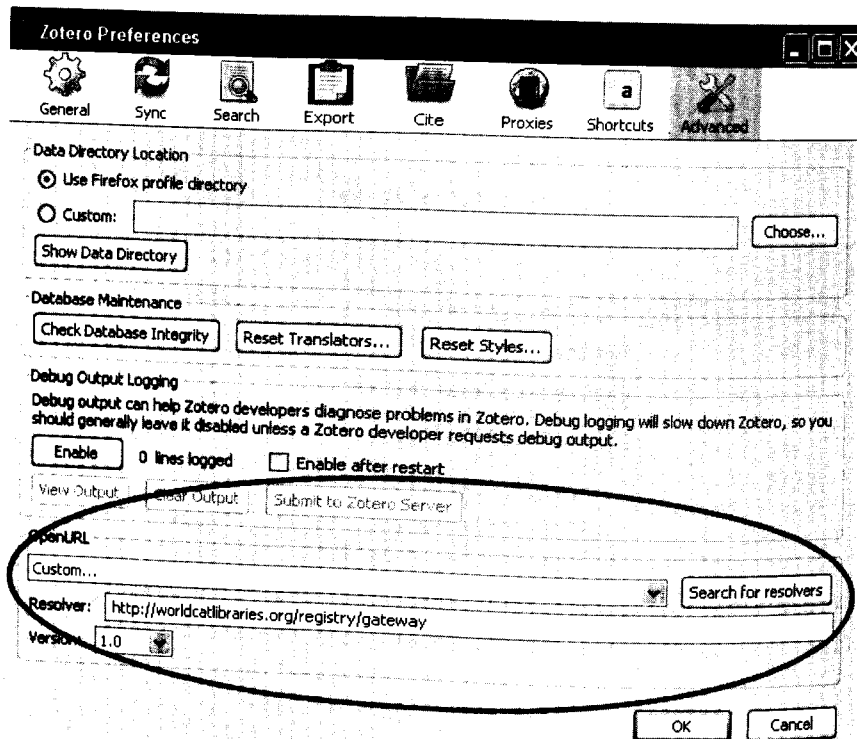 Zotero Preferences
General Sync Search Export Cite Proxies a Shortcuts Advanced
Data Directory Location
Use Firefox profile directory
Custom: Choose...
Show Data Directory
Database Maintenance
Check Database Integrity Reset Translators... Reset Styles...
Debug Output Logging
Debug output can help Zotero developers diagnose problems in Zotero. Debug logging will slow down Zotero, so you
should generally leave it disabled unless a Zotero developer requests debug output.
Enable 0 lines logged Enable after restart
View Output Clear Output Submit to Zotero Server
OpenURL
Custom... Search for resolvers
Resolver: http://worldcatlibraries.org/registry/gateway
Version: 1.0
OK Cancel